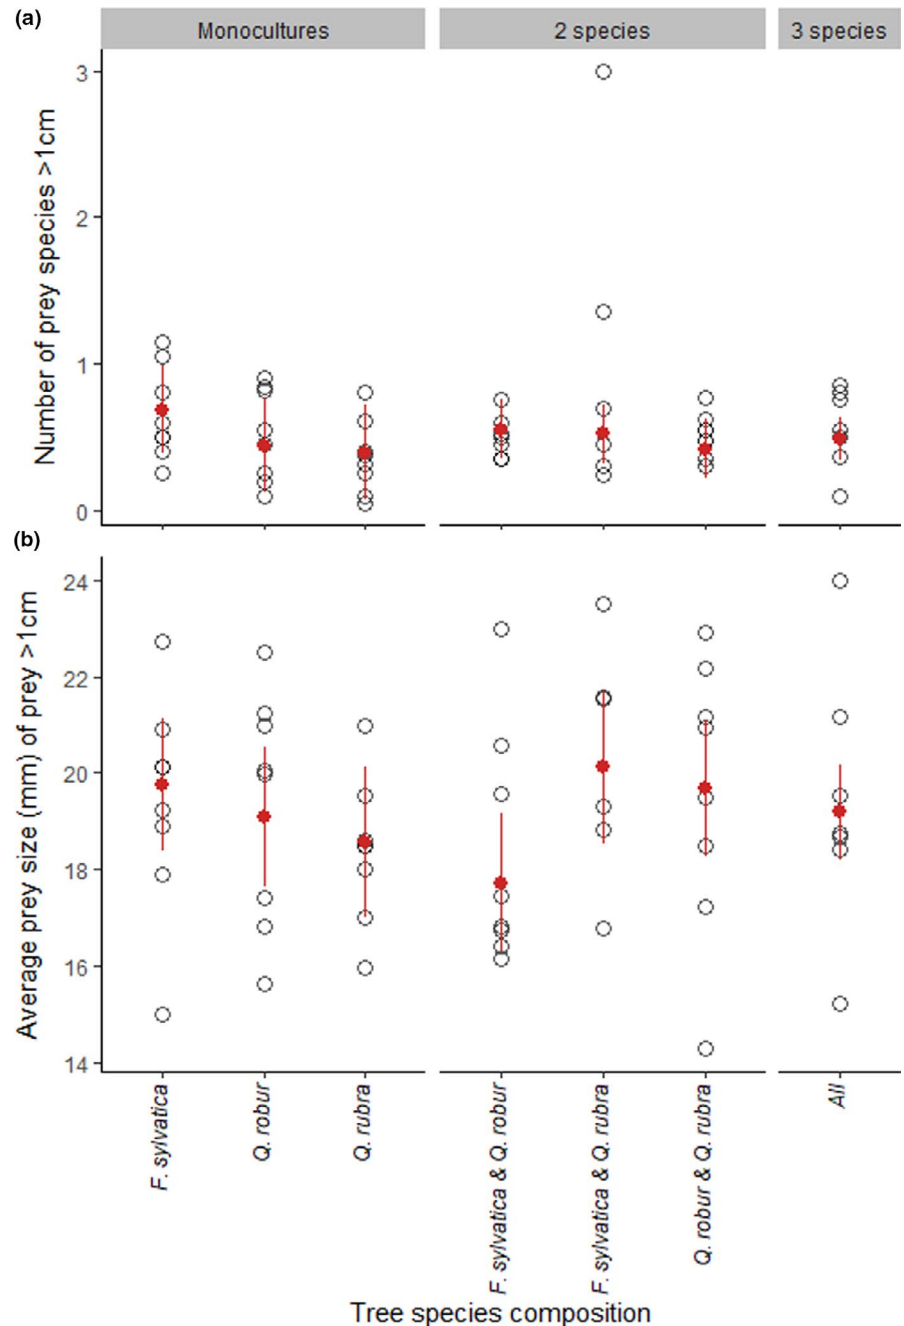 (a)
Monocultures
2 species
3 species
Number of prey species >1cm
3
2
1
0
(b)
Average prey size (mm) of prey >1cm
24
22
20
18
16
14
F. sylvatica
Q. robur
Q. rubra
F. sylvatica & Q. robur
F. sylvatica & Q. rubra
Q. robur & Q. rubra
All
Tree species composition